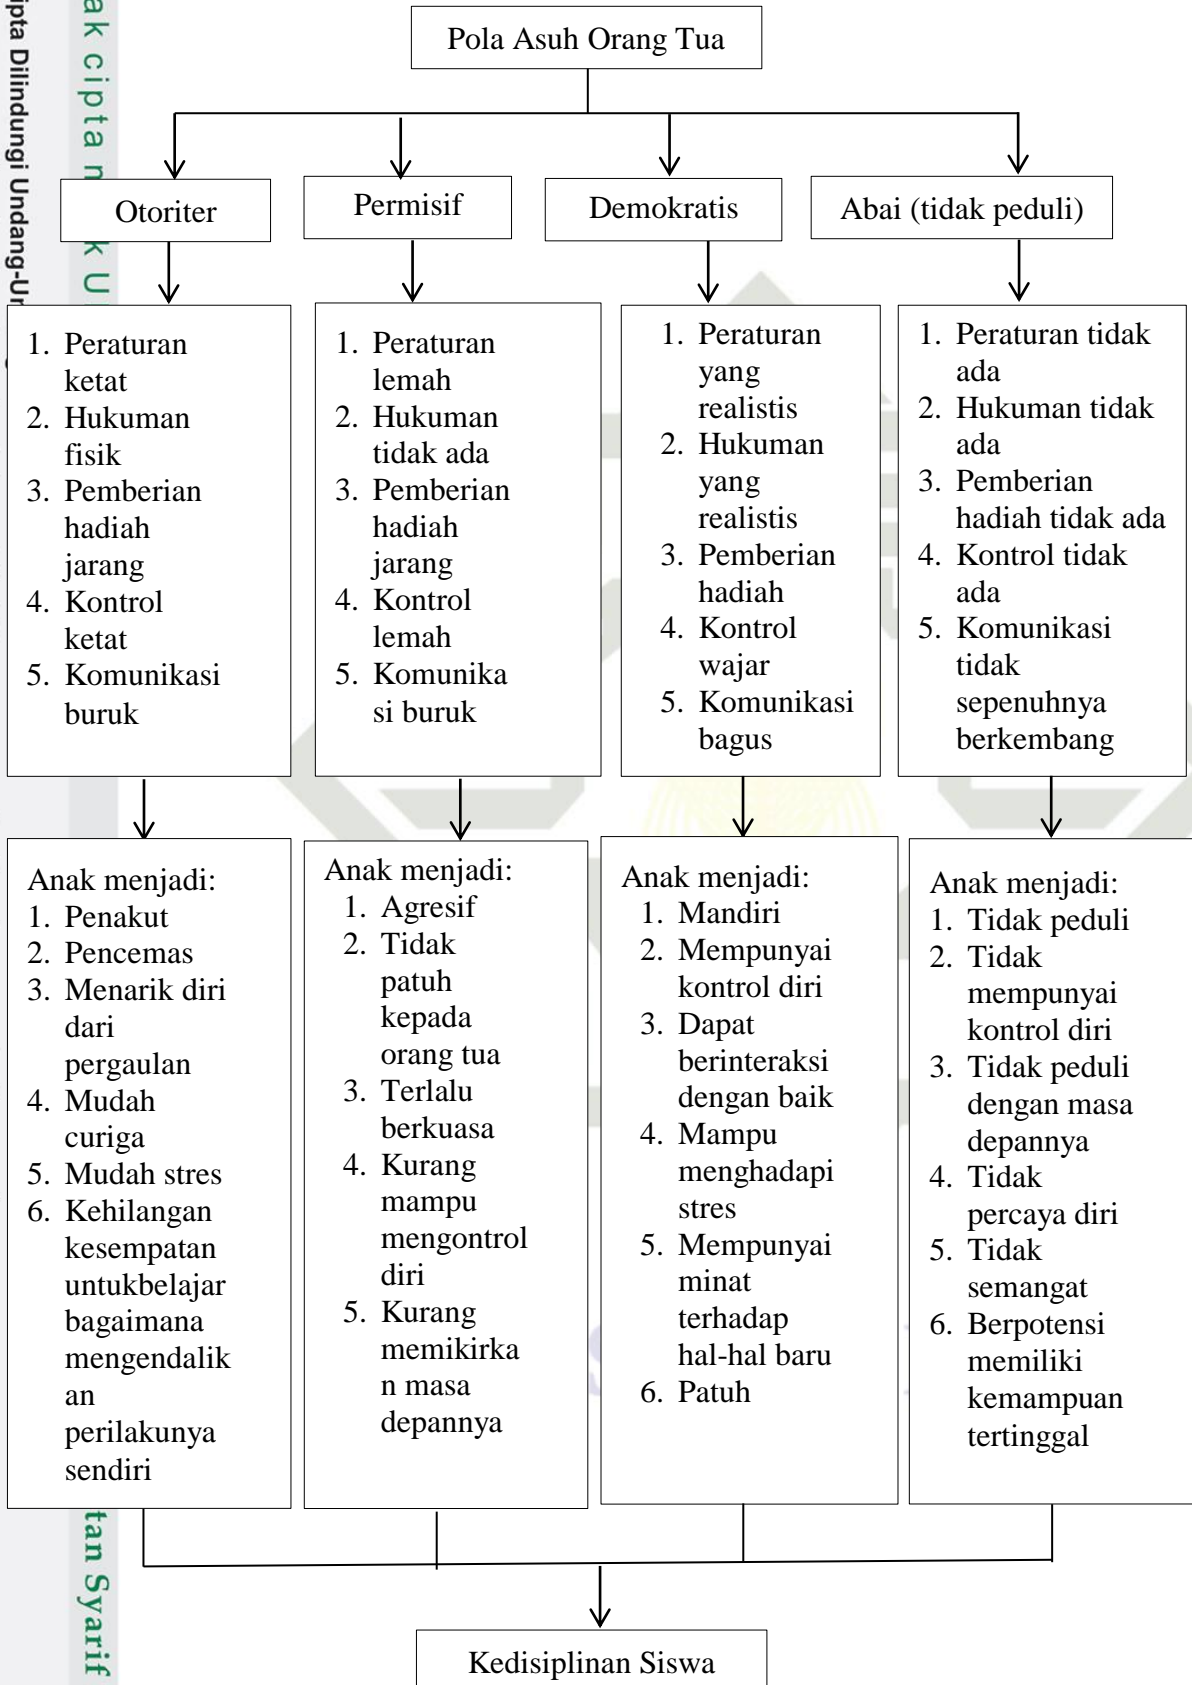 Pola Asuh Orang Tua
Otoriter
Permisif
Demokratis
Abai (tidak peduli)
1. Peraturan
ketat
2. Hukuman
fisik
3. Pemberian
hadiah
jarang
4. Kontrol
ketat
5. Komunikasi
buruk
1. Peraturan
lemah
2. Hukuman
tidak ada
3. Pemberian
hadiah
jarang
4. Kontrol
lemah
5. Komunika
si buruk
1. Peraturan
yang
realistis
2. Hukuman
yang
realistis
3. Pemberian
hadiah
4. Kontrol
wajar
5. Komunikasi
bagus
1. Peraturan tidak
ada
2. Hukuman tidak
ada
3. Pemberian
hadiah tidak ada
4. Kontrol tidak
ada
5. Komunikasi
tidak
sepenuhnya
berkembang
Anak menjadi:
1. Penakut
2. Pencemas
3. Menarik diri
dari
pergaulan
4. Mudah
curiga
5. Mudah stres
6. Kehilangan
kesempatan
untukbelajar
bagaimana
mengendalik
an
perilakunya
sendiri
Anak menjadi:
1. Agresif
2. Tidak
patuh
kepada
orang tua
3. Terlalu
berkuasa
4. Kurang
mampu
mengontrol
diri
5. Kurang
memikirka
n masa
depannya
Anak menjadi:
1. Mandiri
2. Mempunyai
kontrol diri
3. Dapat
berinteraksi
dengan baik
4. Mampu
menghadapi
stres
5. Mempunyai
minat
terhadap
hal-hal baru
6. Patuh
Anak menjadi:
1. Tidak peduli
2. Tidak
mempunyai
kontrol diri
3. Tidak peduli
dengan masa
depannya
4. Tidak
percaya diri
5. Tidak
semangat
6. Berpotensi
memiliki
kemampuan
tertinggal
Kedisiplinan Siswa
ak cipta
tan Syarif
ipta Dilindungi Undang-Un